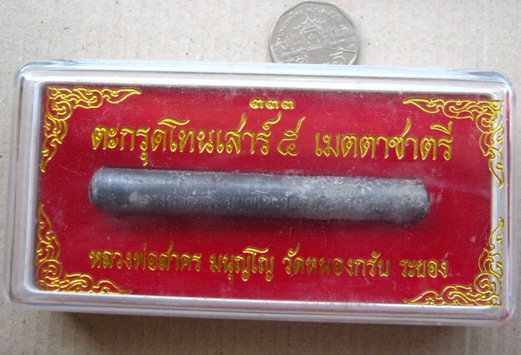 ๓๓๓
ตะกรุดโทนเสาร์ ๕ เมตตาชาตรี
หลวงพ่อสาคร มนุญโญ วัดหนองกรับ ระยอง